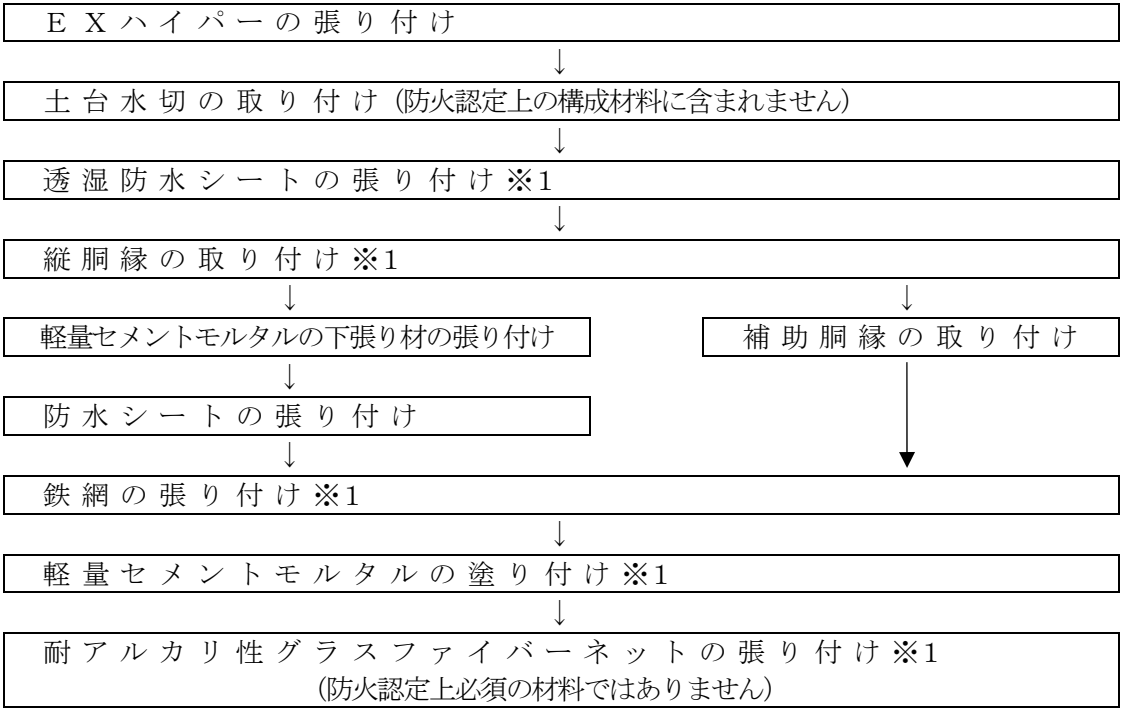 ＥＸハイパーの張り付け
↓
土台水切の取り付け(防火認定上の構成材料に含まれません)
↓
透湿防水シートの張り付け※1
↓
縦胴縁の取り付け※1
↓ ↓
軽量セメントモルタルの下張り材の張り付け 補助胴縁の取り付け
↓
防水シートの張り付け
↓
鉄網の張り付け※1
↓
軽量セメントモルタルの塗り付け※1
↓
耐アルカリ性グラスファイバーネットの張り付け※1
(防火認定上必須の材料ではありません)